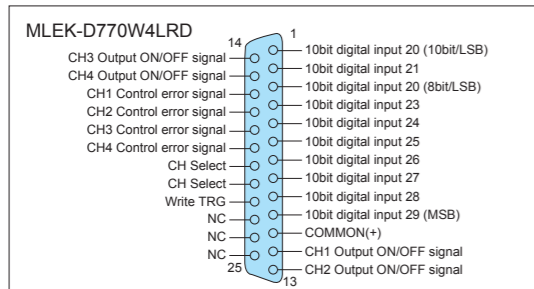 MLEK-D770W4LRD
14
1
CH3 Output ON/OFF signal
CH4 Output ON/OFF signal
CH1 Control error signal
CH2 Control error signal
CH3 Control error signal
CH4 Control error signal
CH Select
CH Select
Write TRG
NC
NC
NC
25
10bit digital input 20 (10bit/LSB)
10bit digital input 21
10bit digital input 20 (8bit/LSB)
10bit digital input 23
10bit digital input 24
10bit digital input 25
10bit digital input 26
10bit digital input 27
10bit digital input 28
10bit digital input 29 (MSB)
COMMON(+)
CH1 Output ON/OFF signal
CH2 Output ON/OFF signal
13